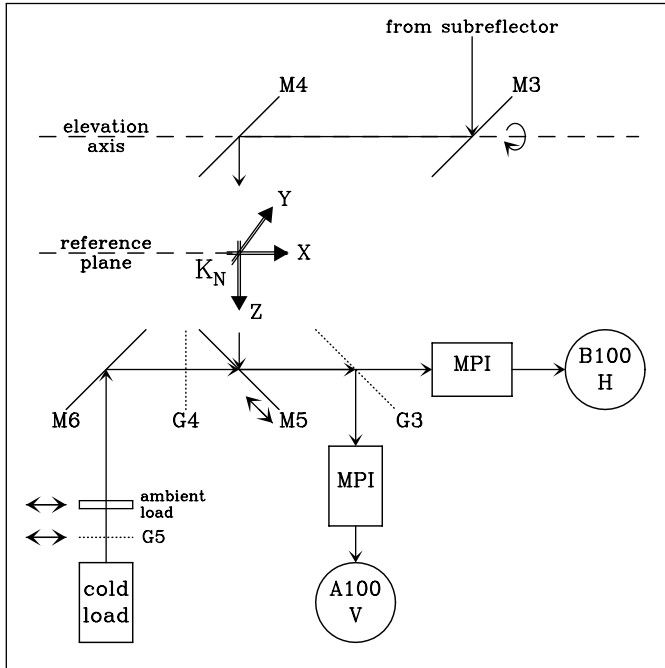 from subreflector
M4
M3
elevation
axis
Y
reference
plane
X
K_N
Z
MPI
B100
H
M6
G4
M5
G3
MPI
ambient
load
G5
cold
load
A100
V